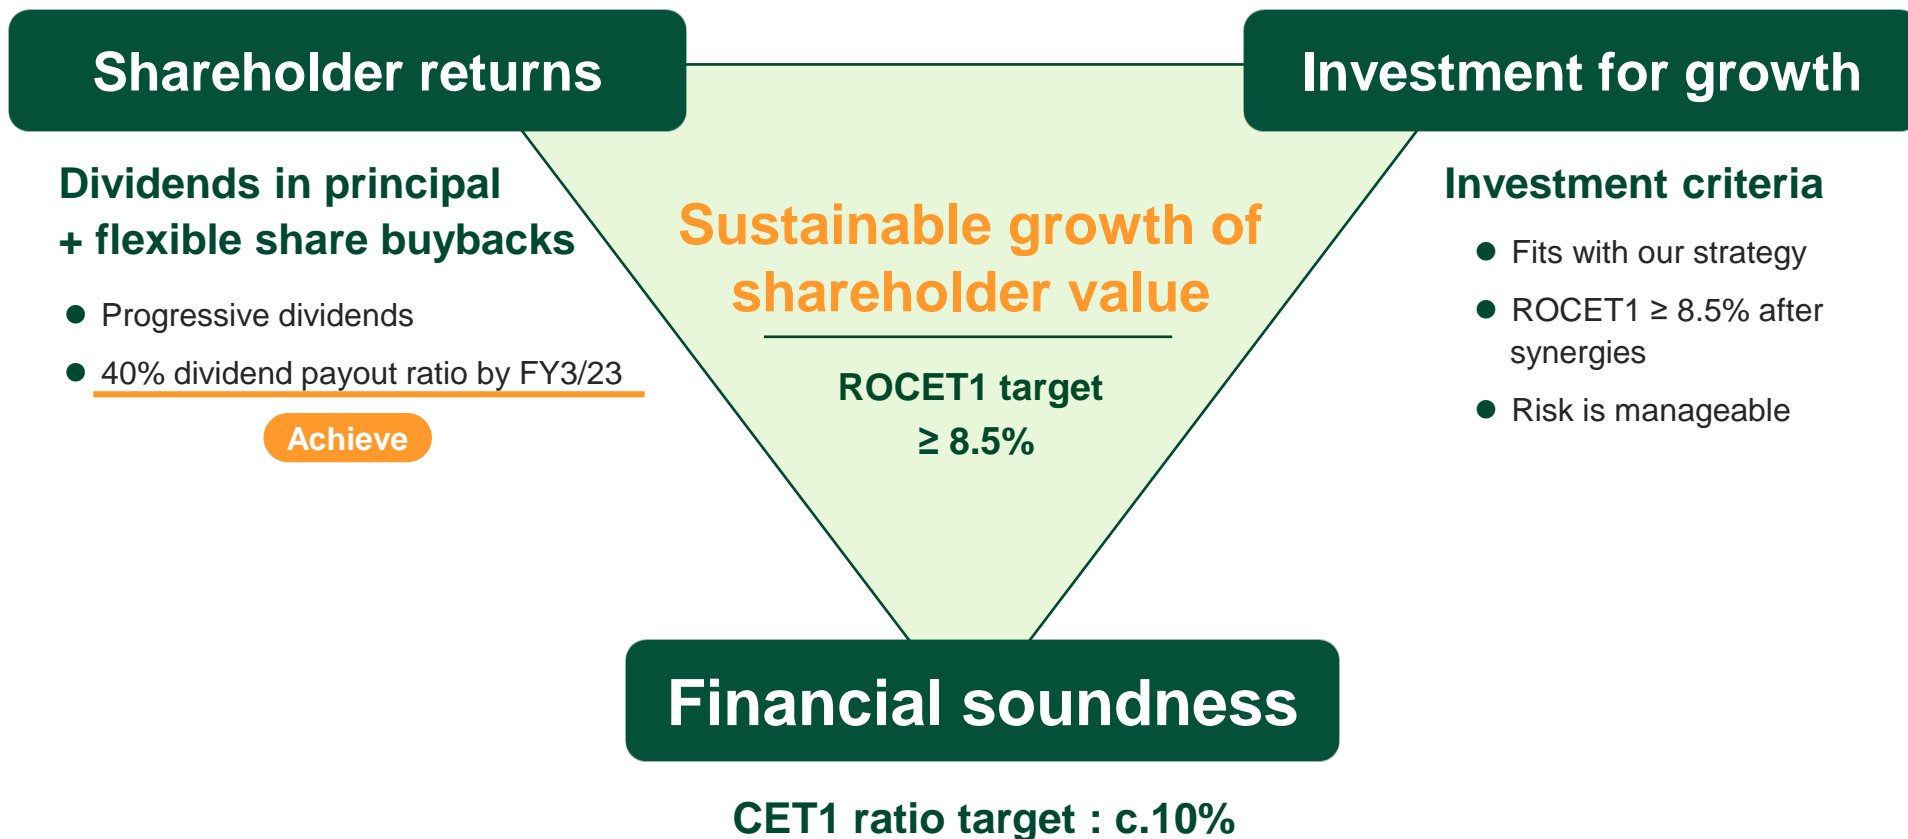 Shareholder returns
Dividends in principal
+ flexible share buybacks
● Progressive dividends
● 40% dividend payout ratio by FY3/23
Achieve
Sustainable growth of
shareholder value
ROCET1 target
≥ 8.5%
Investment for growth
Investment criteria
● Fits with our strategy
● ROCET1 ≥ 8.5% after
synergies
● Risk is manageable
Financial soundness
CET1 ratio target : c.10%